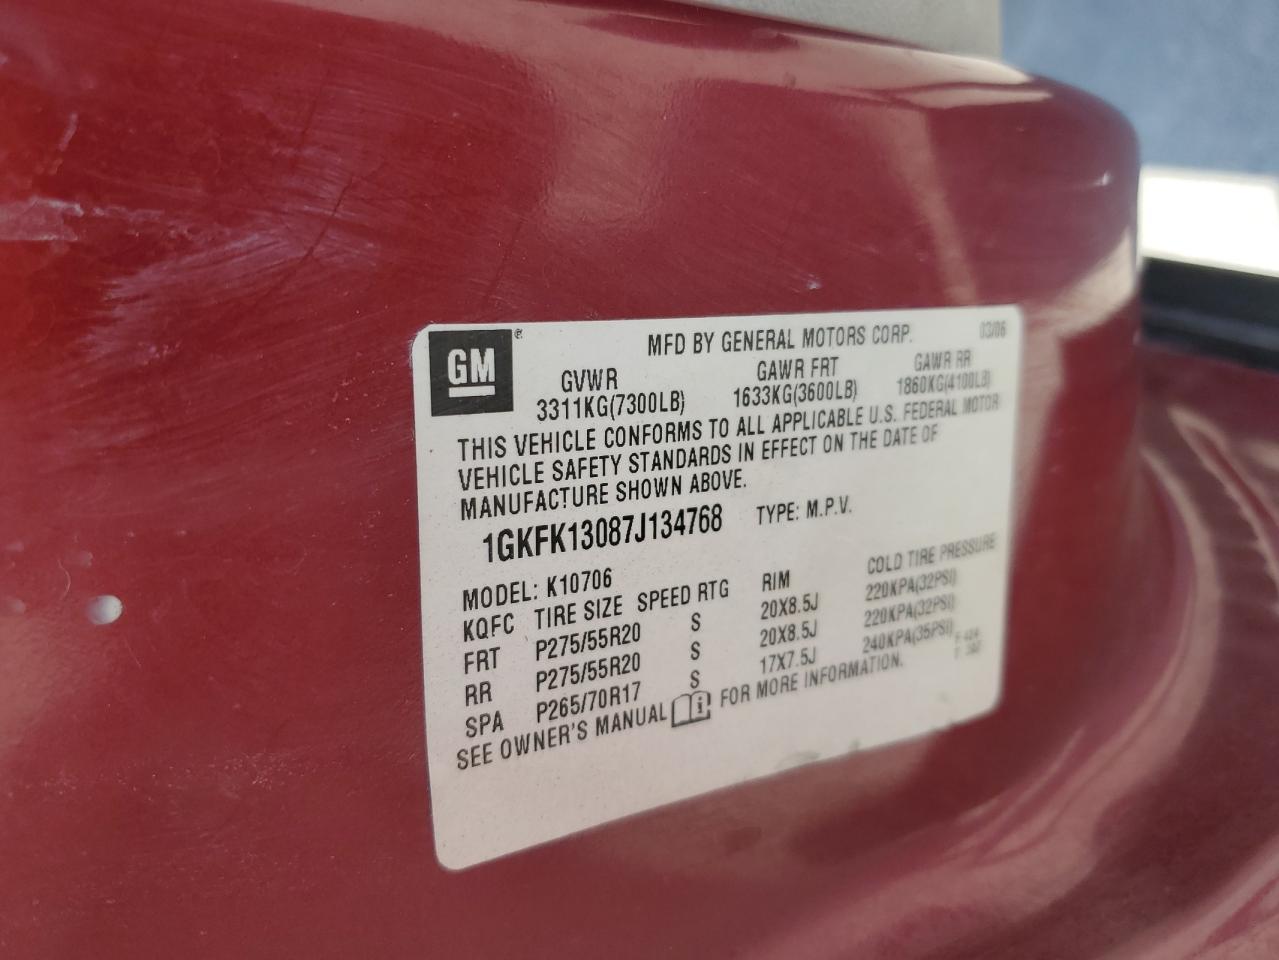 GM ® MFD BY GENERAL MOTORS CORP. 03/06
GVWR GAWR FRT GAWR RR
3311KG(7300LB) 1633KG(3600LB) 1860KG(4100LB)
THIS VEHICLE CONFORMS TO ALL APPLICABLE U.S. FEDERAL MOTOR
VEHICLE SAFETY STANDARDS IN EFFECT ON THE DATE OF
MANUFACTURE SHOWN ABOVE.
1GKFK13087J134768 TYPE: M.P.V.
MODEL: K10706
KQFC TIRE SIZE SPEED RTG RIM COLD TIRE PRESSURE
FRT P275/55R20 S 20X8.5J 220KPA(32PSI)
RR P275/55R20 S 20X8.5J 220KPA(32PSI)
SPA P265/70R17 S 17X7.5J 240KPA(35PSI)
SEE OWNER'S MANUAL FOR MORE INFORMATION.